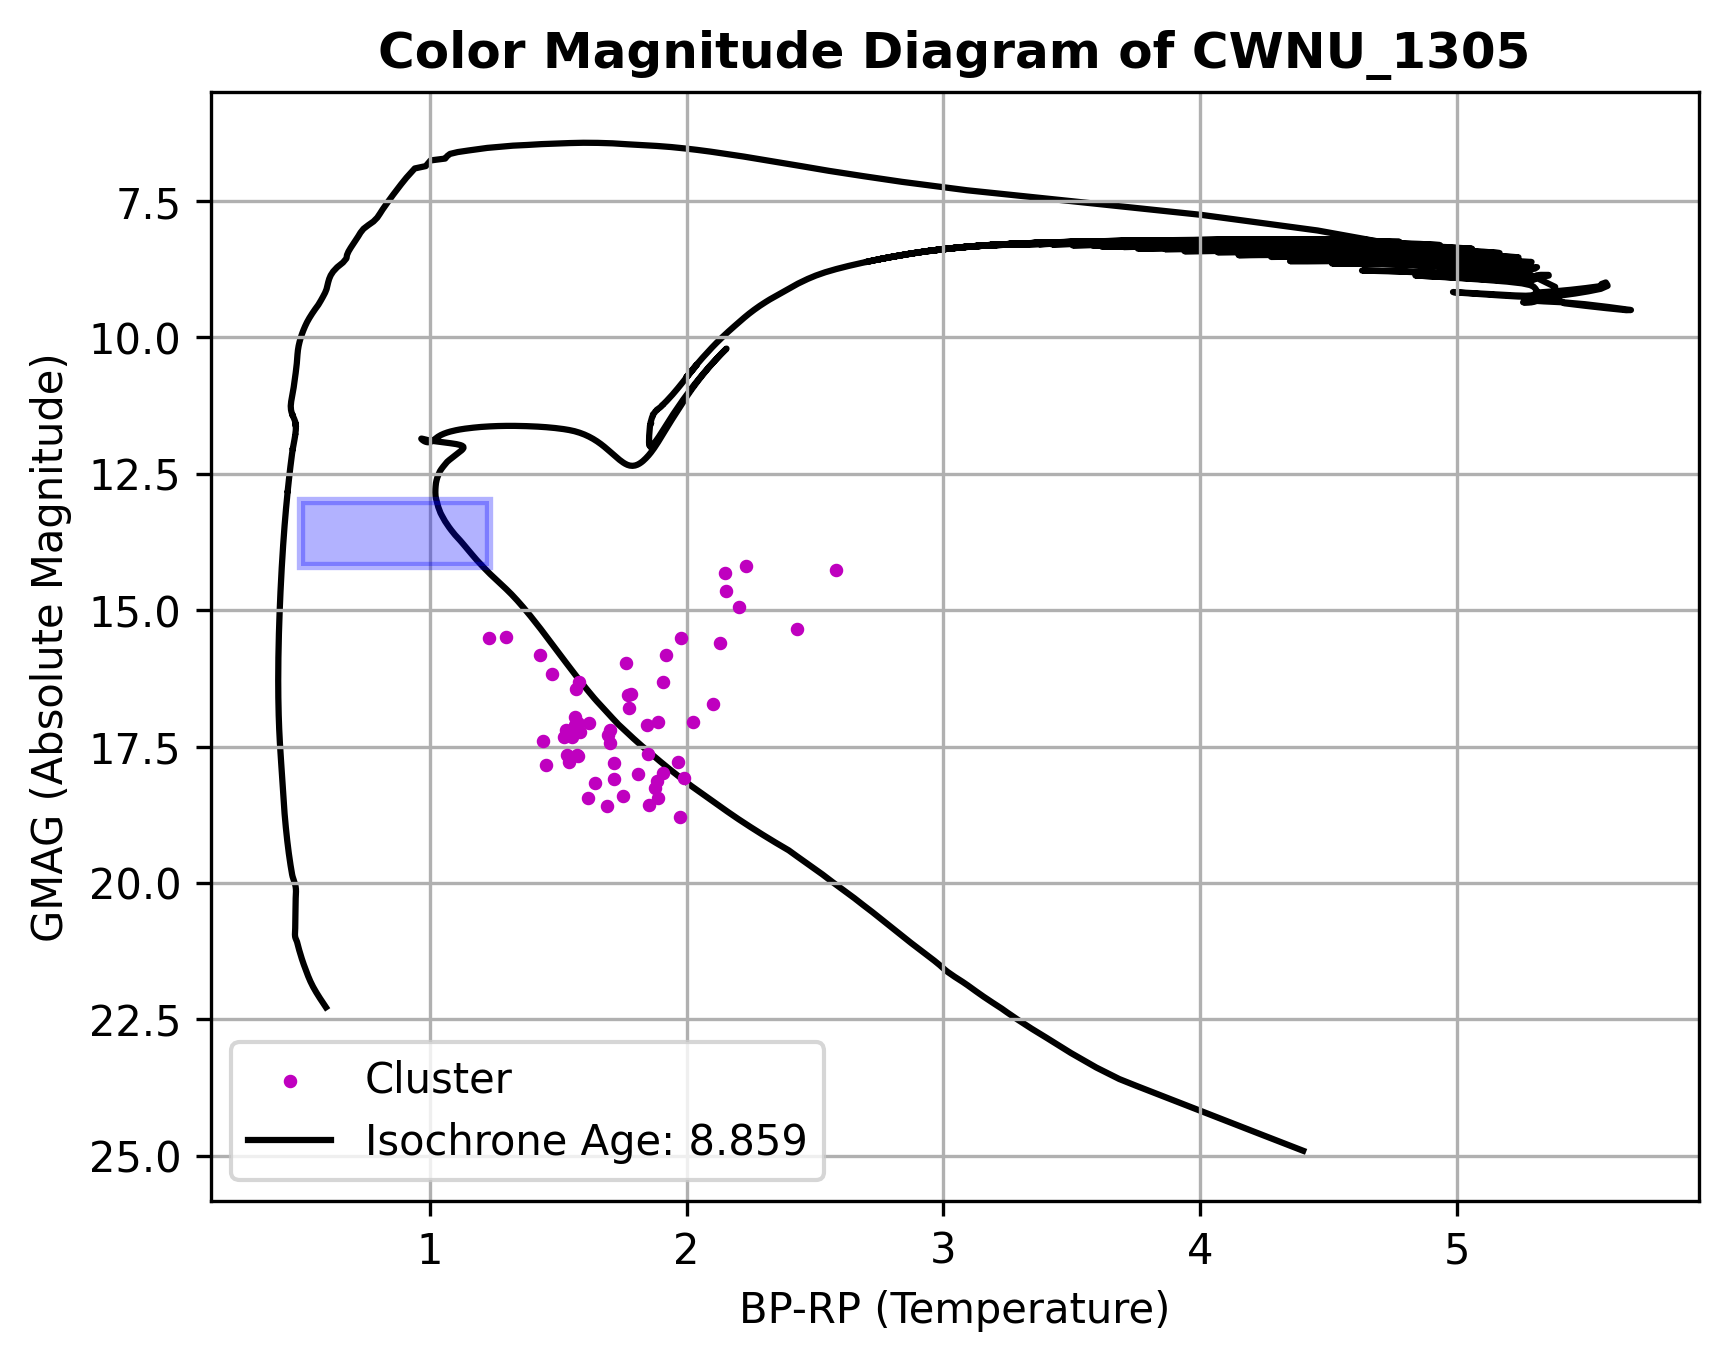 Color Magnitude Diagram of CWNU_1305
GMAG (Absolute Magnitude)
7.5
10.0
12.5
15.0
17.5
20.0
22.5
25.0
Cluster
Isochrone Age: 8.859
1 2 3 4 5
BP-RP (Temperature)